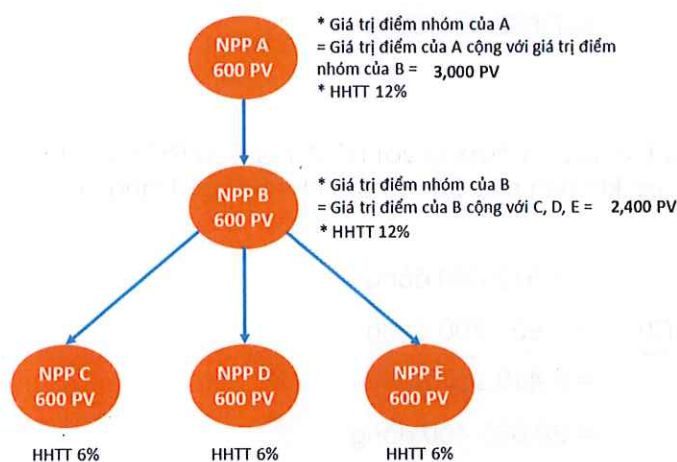 NPP A
600 PV
* Giá trị điểm nhóm của A
= Giá trị điểm của A cộng với giá trị điểm
nhóm của B = 3,000 PV
* HHTT 12%
NPP B
600 PV
* Giá trị điểm nhóm của B
= Giá trị điểm của B cộng với C, D, E = 2,400 PV
* HHTT 12%
NPP C
600 PV
NPP D
600 PV
NPP E
600 PV
HHTT 6%
HHTT 6%
HHTT 6%